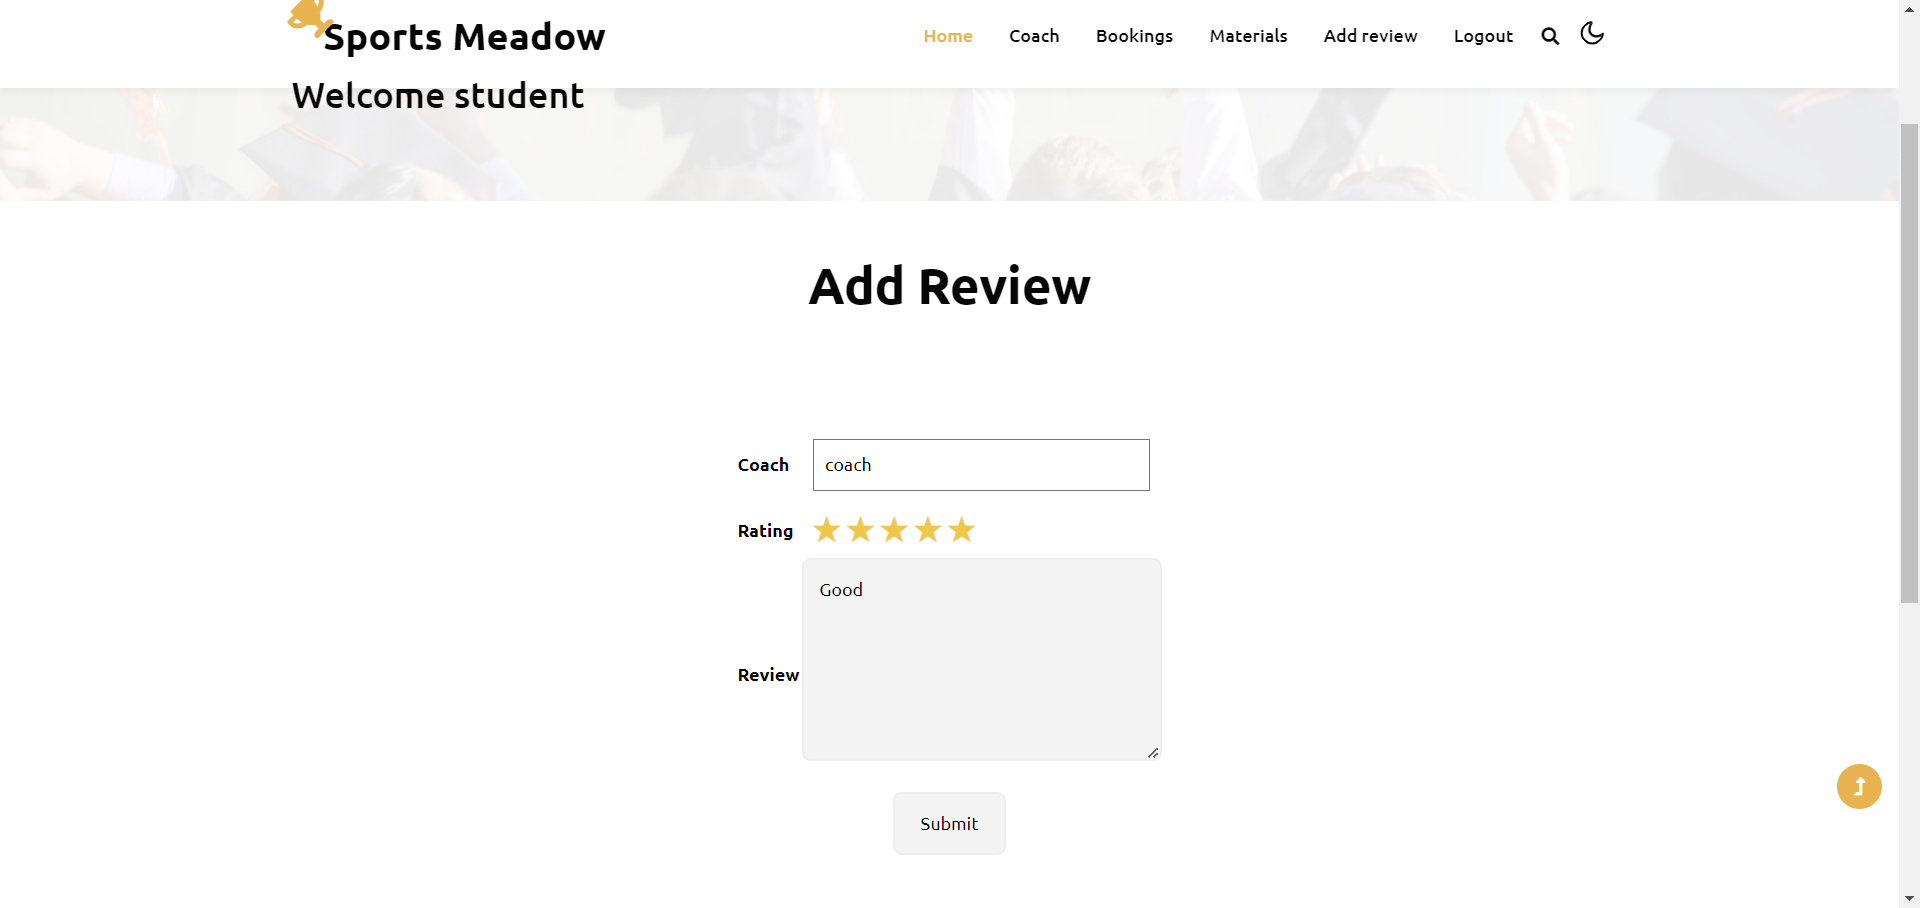 Sports Meadow
Home Coach Bookings Materials Add review Logout
Welcome student
Add Review
Coach coach
Rating
Good
Review
Submit